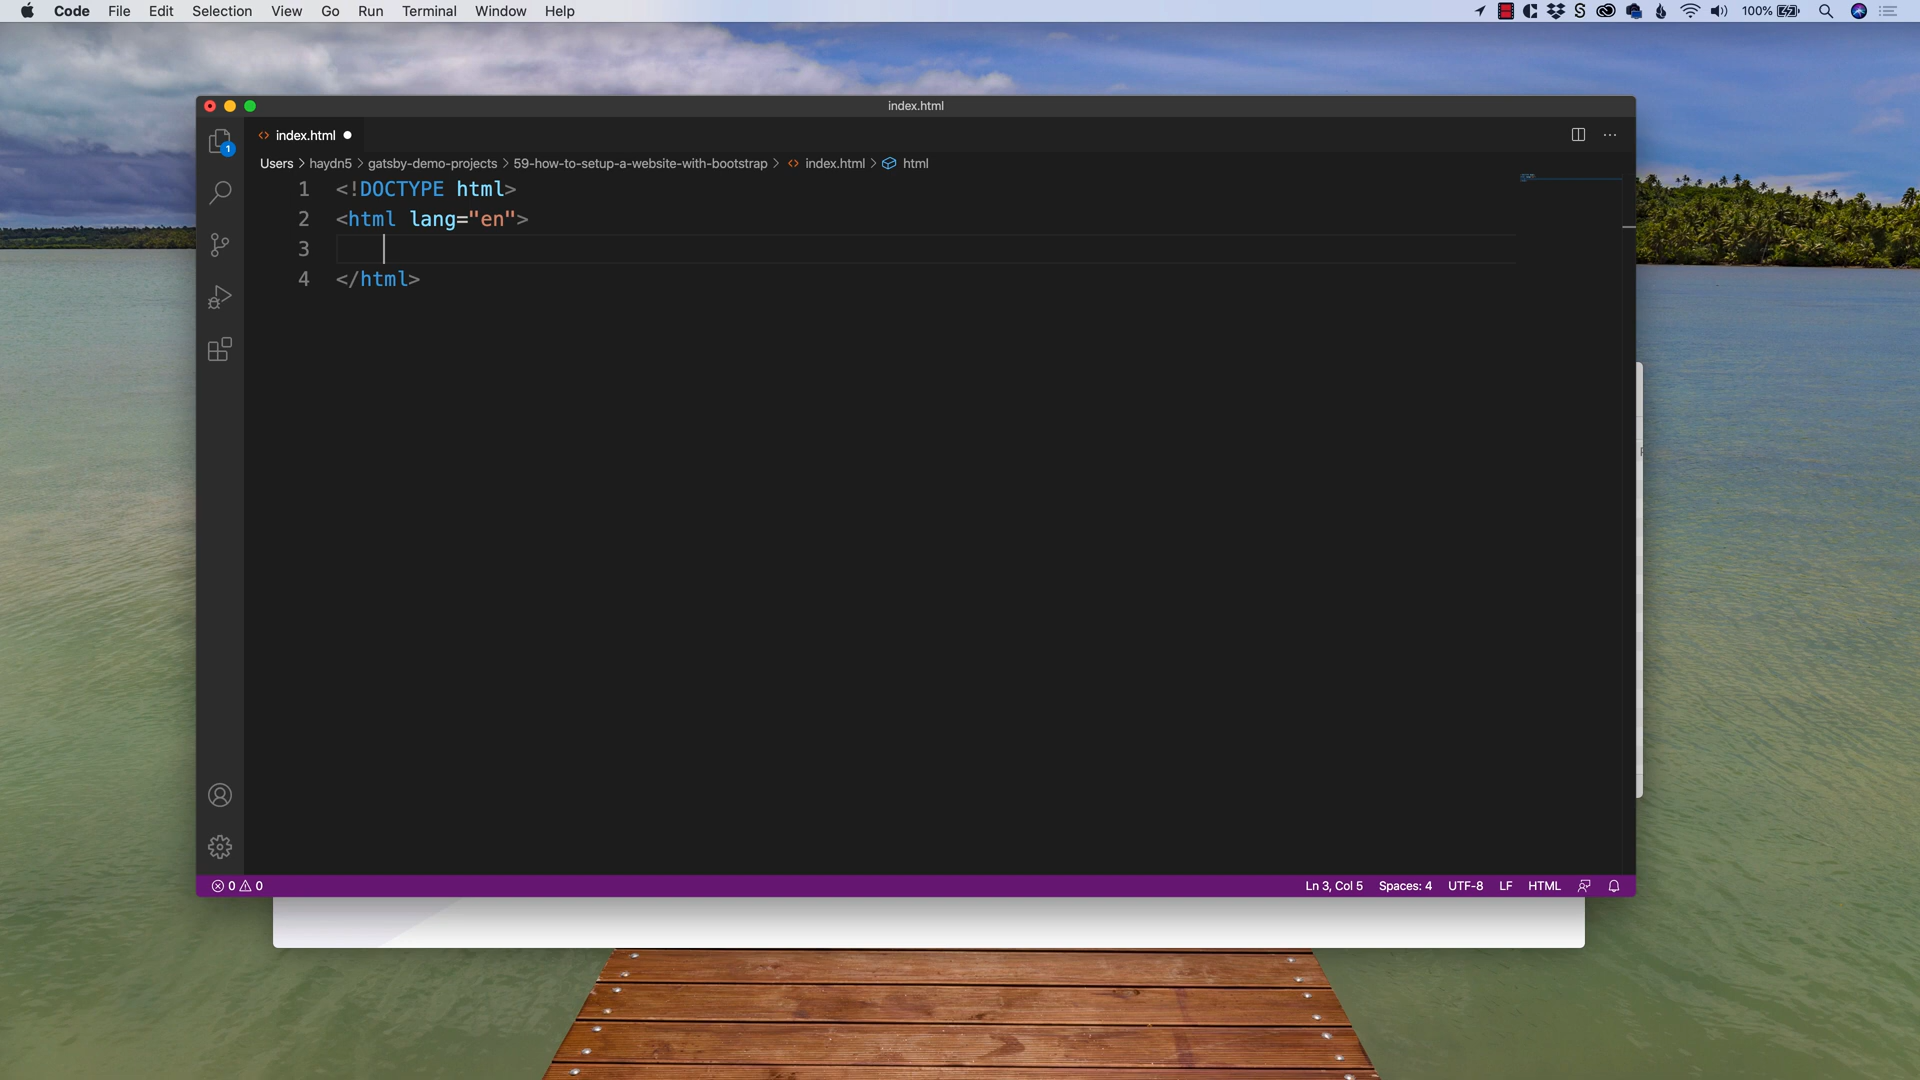 Code File Edit Selection View Go Run Terminal Window Help 100%
index.html
index.html
1
Users > haydn5 > gatsby-demo-projects > 59-how-to-setup-a-website-with-bootstrap > index.html > html
1 <!DOCTYPE html>
2 <html lang="en">
3
4 </html>
0 0 Ln 3, Col 5 Spaces: 4 UTF-8 LF HTML